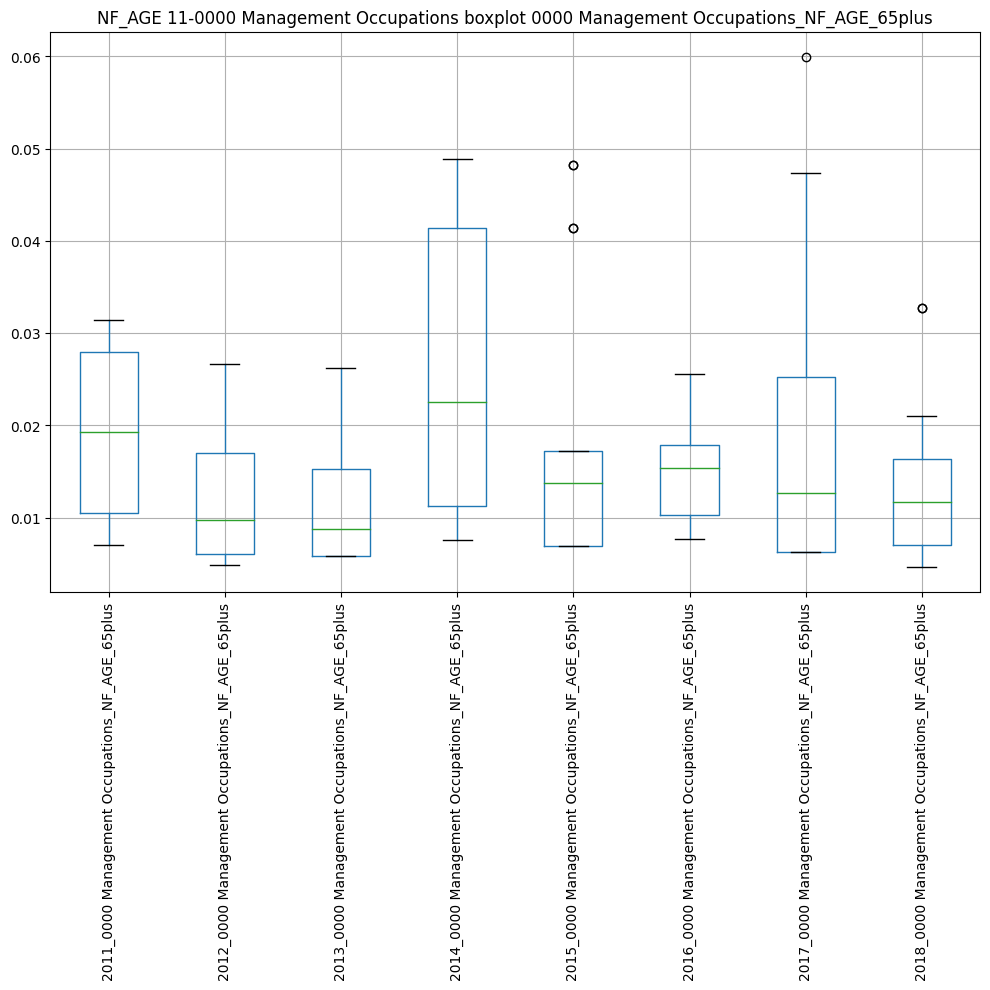 NF_AGE 11-0000 Management Occupations boxplot 0000 Management Occupations_NF_AGE_65plus
0.06
0.05
0.04
0.03
0.02
0.01
2011_0000 Management Occupations_NF_AGE_65plus
2012_0000 Management Occupations_NF_AGE_65plus
2013_0000 Management Occupations_NF_AGE_65plus
2014_0000 Management Occupations_NF_AGE_65plus
2015_0000 Management Occupations_NF_AGE_65plus
2016_0000 Management Occupations_NF_AGE_65plus
2017_0000 Management Occupations_NF_AGE_65plus
2018_0000 Management Occupations_NF_AGE_65plus